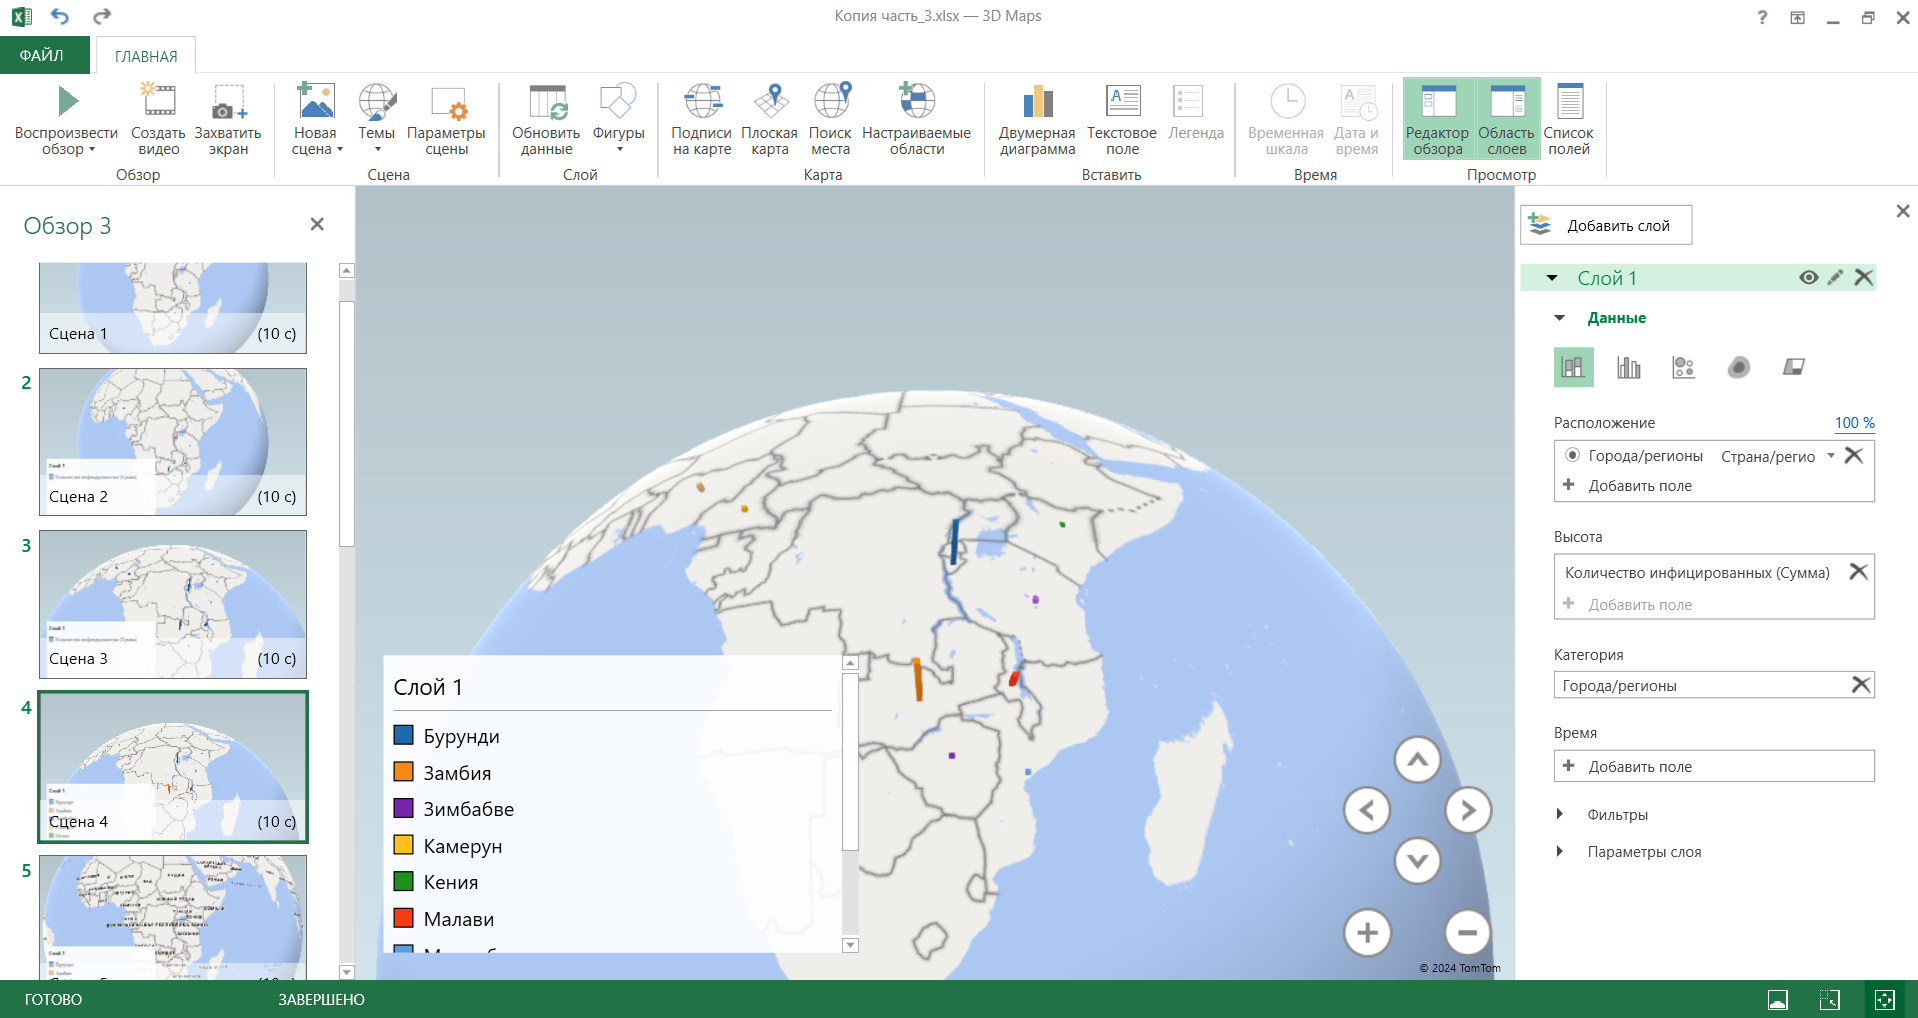 Копия часть_3.xlsx — 3D Maps
?
ФАЙЛ
ГЛАВНАЯ
Воспроизвести обзор
Создать видео
Захватить экран
Обзор
Новая сцена
Темы
Параметры сцены
Сцена
Обновить данные
Фигуры
Слой
Подписи на карте
Плоская карта
Поиск места
Настраиваемые области
Карта
Двумерная диаграмма
Текстовое поле
Легенда
Вставить
Временная шкала
Дата и время
Время
Редактор обзора
Область слоев
Список полей
Просмотр
Обзор 3
Сцена 1 (10 с)
2
Сцена 2 (10 с)
3
Сцена 3 (10 с)
4
Сцена 4 (10 с)
5
Слой 1
Бурунди
Замбия
Зимбабве
Камерун
Кения
Малави
© 2024 TomTom
Добавить слой
Слой 1
Данные
Расположение 100 %
Города/регионы Страна/регио
Добавить поле
Высота
Количество инфицированных (Сумма)
Добавить поле
Категория
Города/регионы
Время
Добавить поле
Фильтры
Параметры слоя
ГОТОВО
ЗАВЕРШЕНО